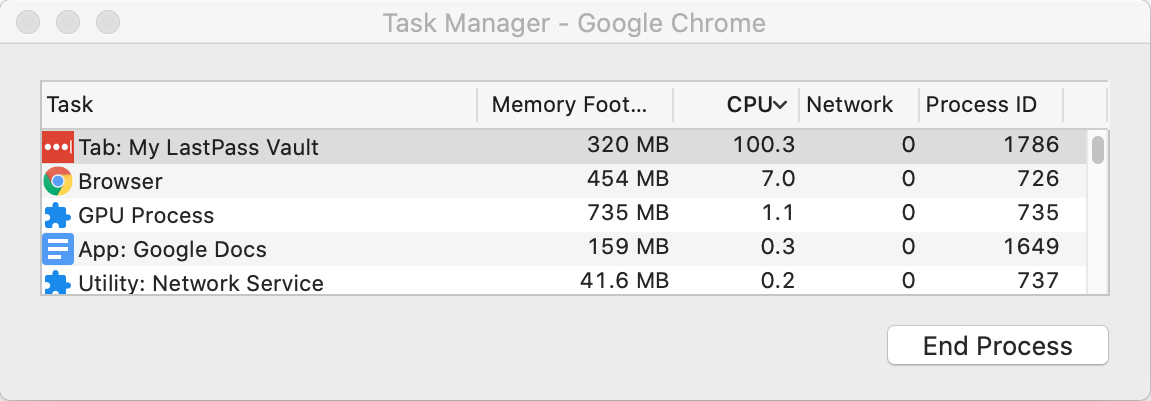 Task Manager - Google Chrome
Task Memory Foot... CPU Network Process ID
Tab: My LastPass Vault 320 MB 100.3 0 1786
Browser 454 MB 7.0 0 726
GPU Process 735 MB 1.1 0 735
App: Google Docs 159 MB 0.3 0 1649
Utility: Network Service 41.6 MB 0.2 0 737
End Process